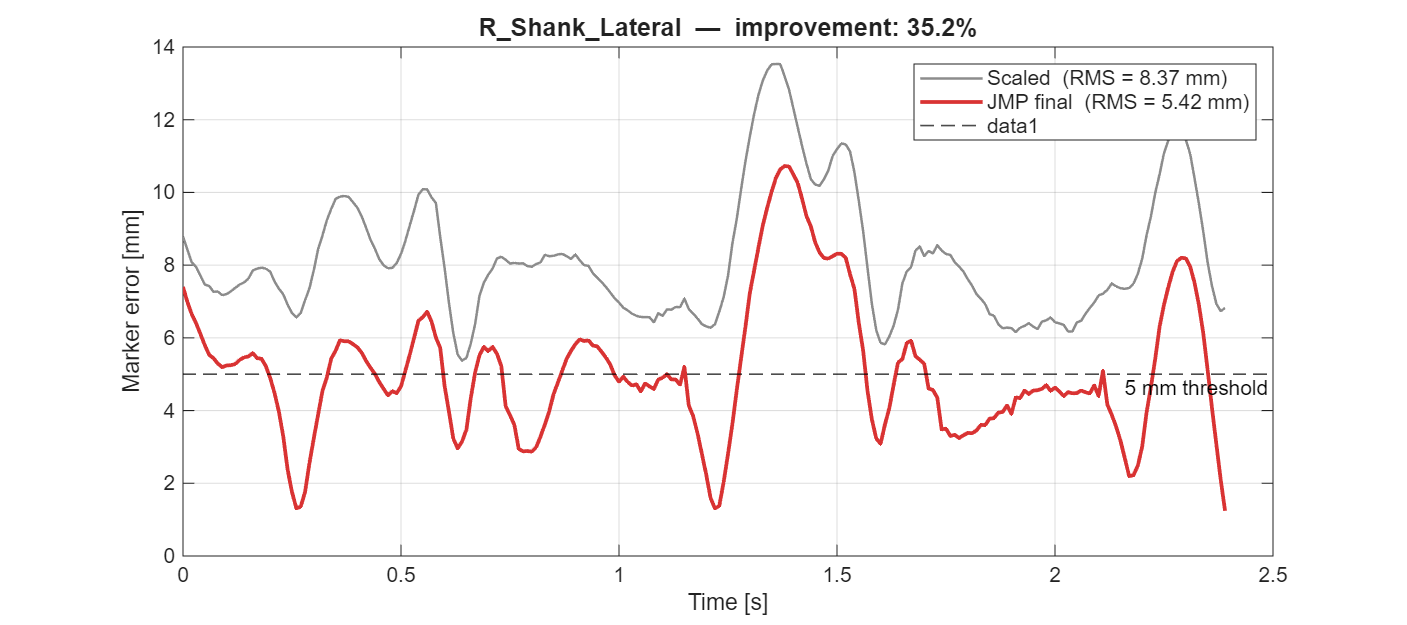 R_Shank_Lateral — improvement: 35.2%
14
12
10
8
6
4
2
0
Marker error [mm]
Scaled (RMS = 8.37 mm)
JMP final (RMS = 5.42 mm)
data1
5 mm threshold
0 0.5 1 1.5 2 2.5
Time [s]